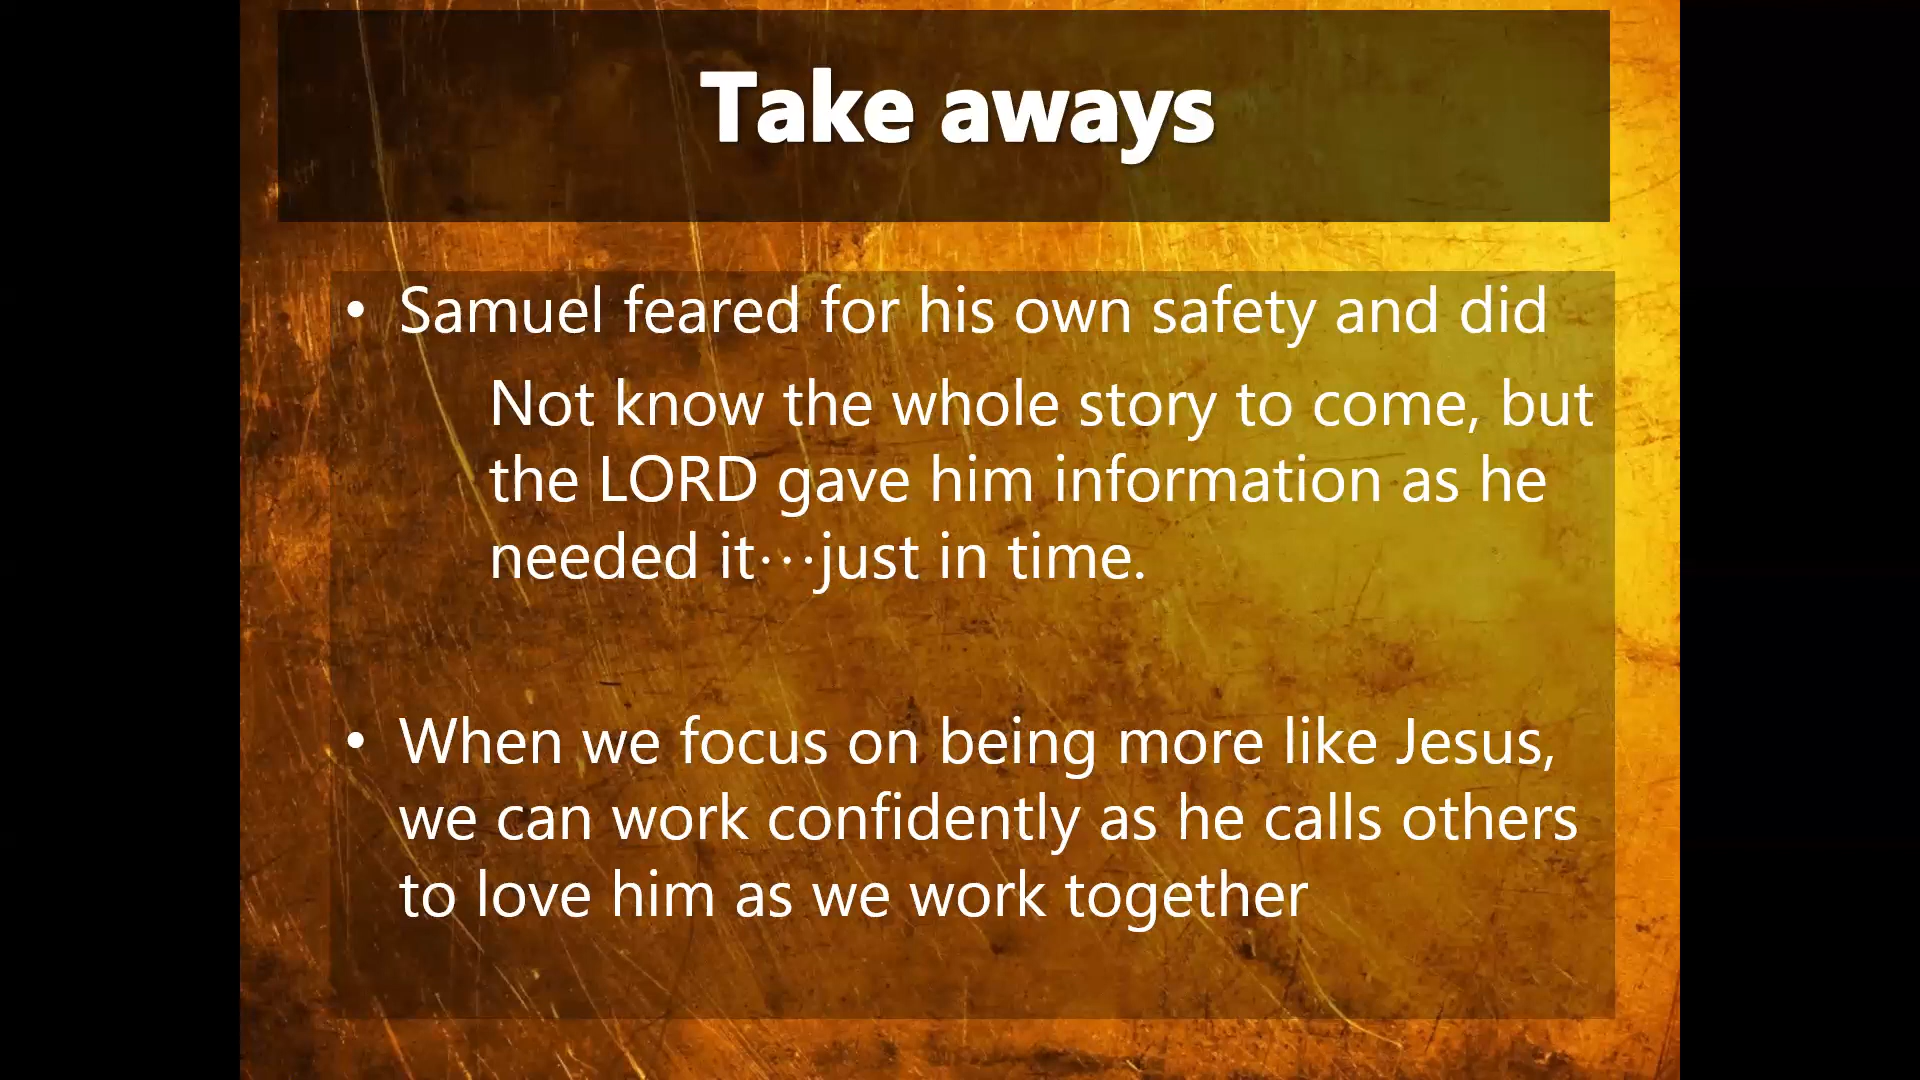 Take aways
• Samuel feared for his own safety and did
Not know the whole story to come, but
the LORD gave him information as he
needed it⋯just in time.
• When we focus on being more like Jesus,
we can work confidently as he calls others
to love him as we work together